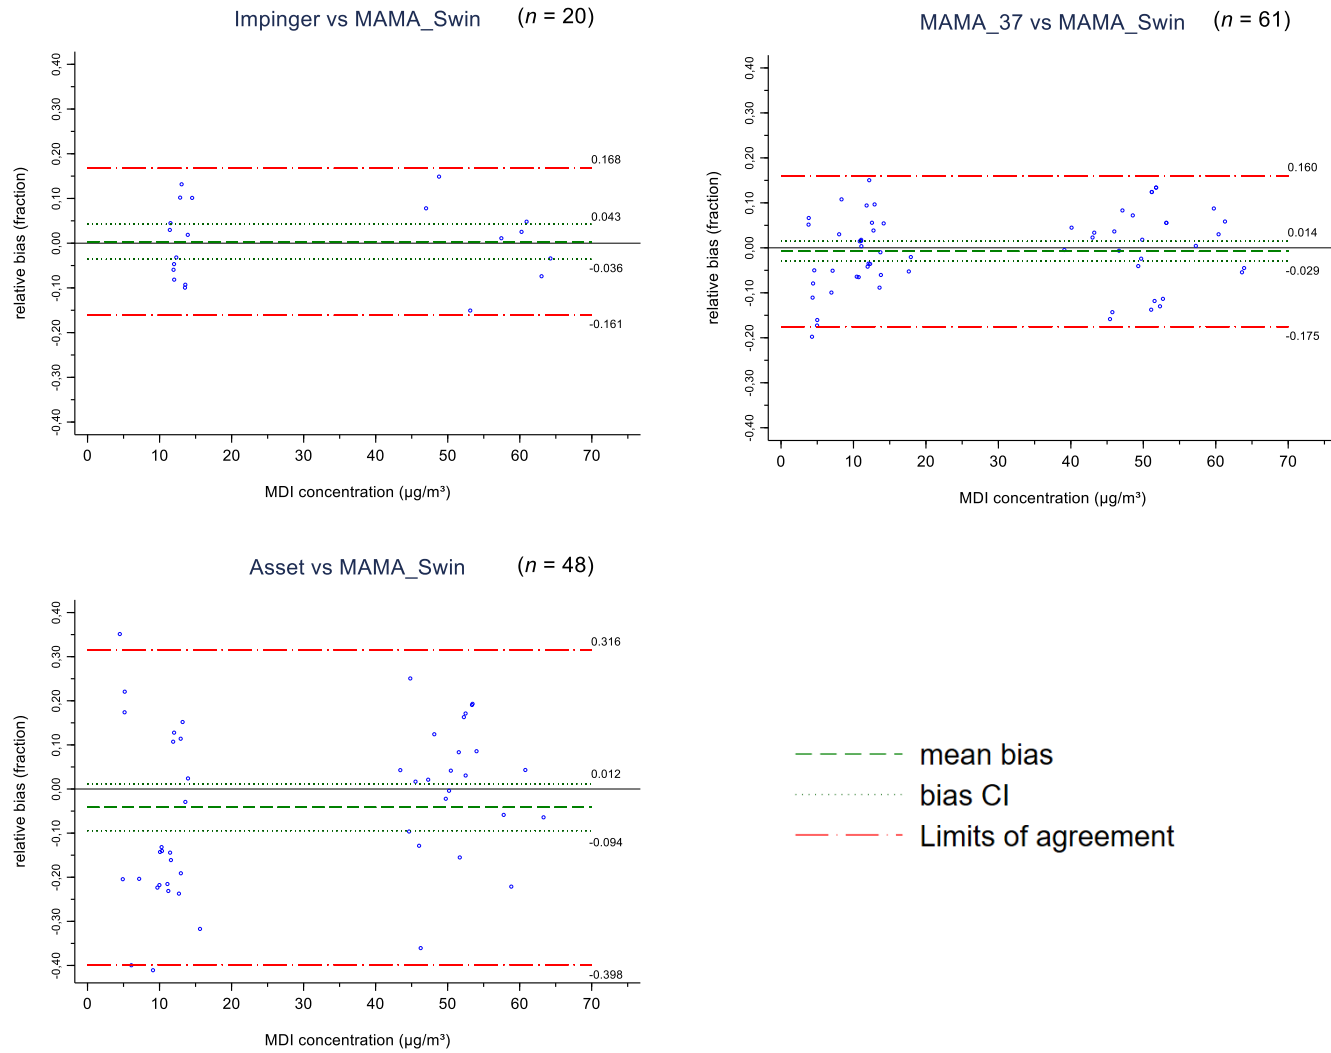 Impinger vs MAMA_Swin (n = 20)
relative bias (fraction)
0,40
0,30
0,20
0,10
0,00
-0,10
-0,20
-0,30
-0,40
0.168
0.043
-0.036
-0.161
0 10 20 30 40 50 60 70
MDI concentration (µg/m³)
MAMA_37 vs MAMA_Swin (n = 61)
relative bias (fraction)
0,40
0,30
0,20
0,10
0,00
-0,10
-0,20
-0,30
-0,40
0.160
0.014
-0.029
-0.175
0 10 20 30 40 50 60 70
MDI concentration (µg/m³)
Asset vs MAMA_Swin (n = 48)
relative bias (fraction)
0,40
0,30
0,20
0,10
0,00
-0,10
-0,20
-0,30
-0,40
0.316
0.012
-0.094
-0.398
0 10 20 30 40 50 60 70
MDI concentration (µg/m³)
mean bias
bias CI
Limits of agreement